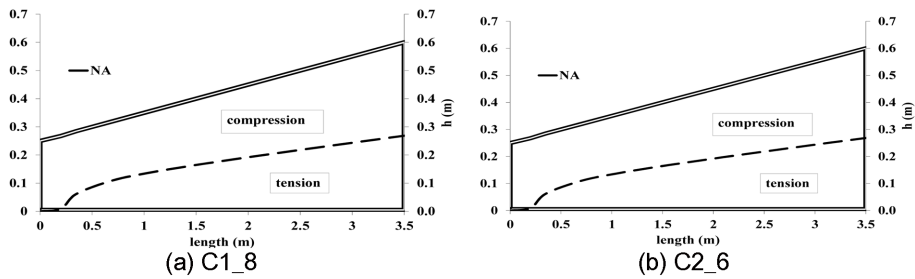 0.7 0.7
0.6 0.6
0.5 0.5
NA
0.4 0.4
compression
0.3 0.3
0.2 0.2
tension
0.1 0.1
0 0.0
0 0.5 1 1.5 2 2.5 3 3.5
length (m)
h (m)
(a) C1_8
0.7 0.7
0.6 0.6
NA
0.5 0.5
0.4 0.4
compression
0.3 0.3
0.2 0.2
tension
0.1 0.1
0 0.0
0 0.5 1 1.5 2 2.5 3 3.5
length (m)
h (m)
(b) C2_6